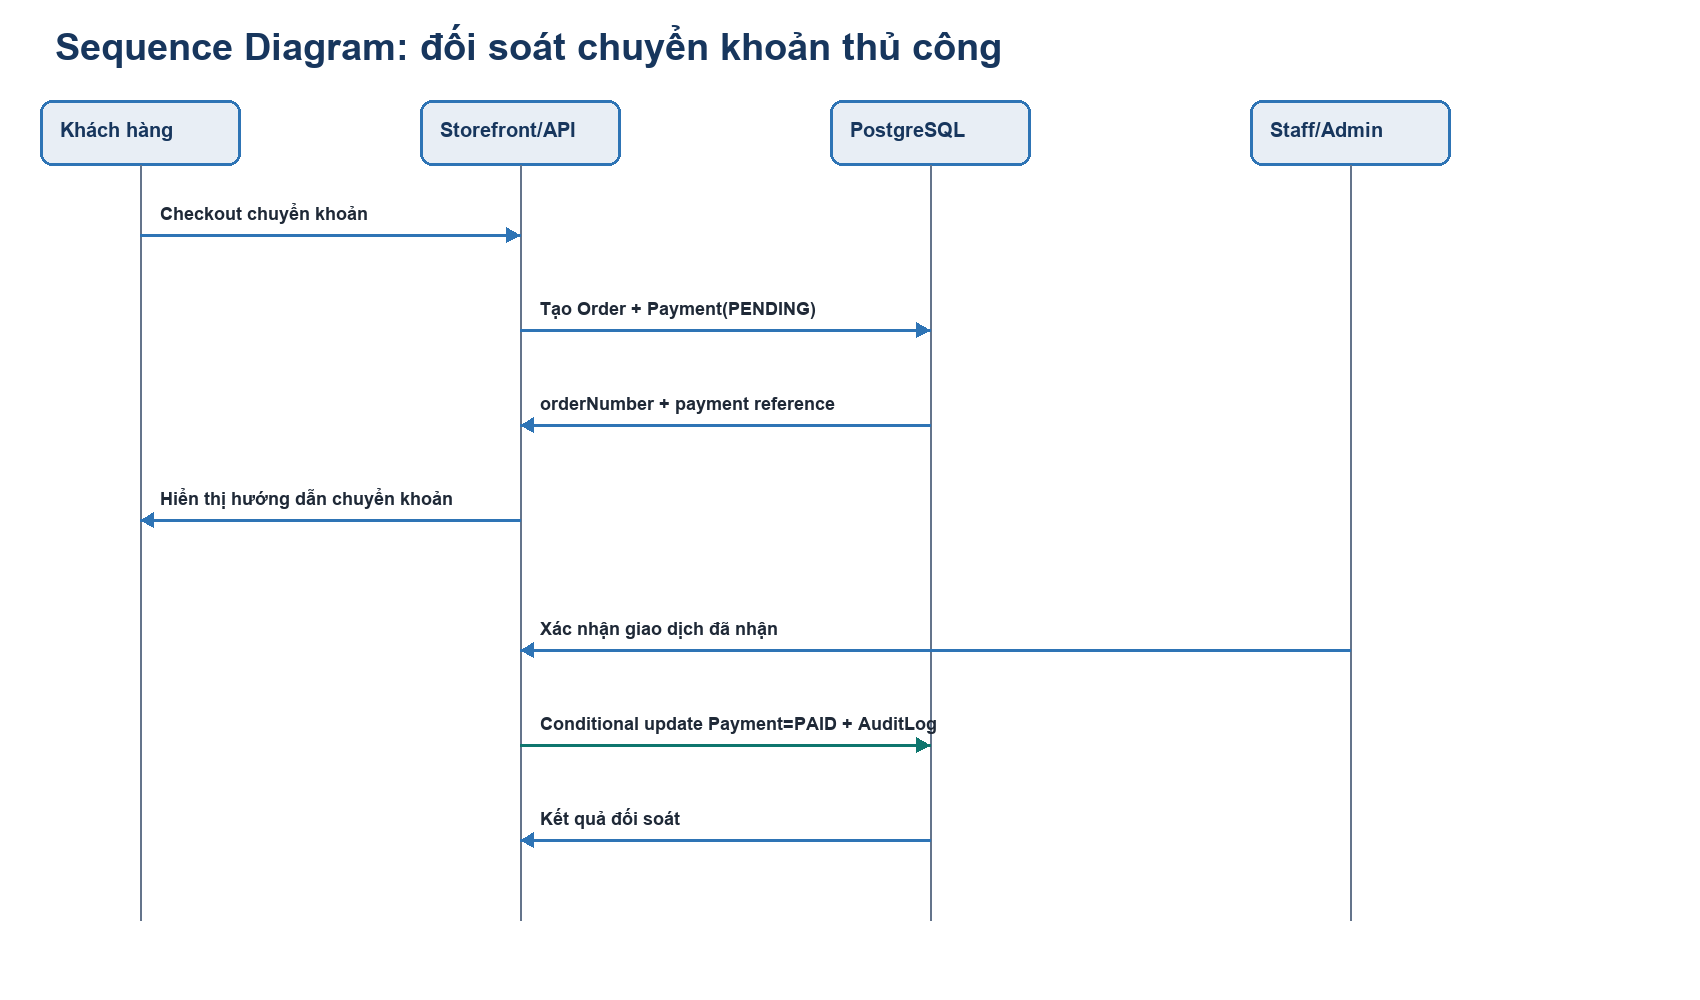 Sequence Diagram: đối soát chuyển khoản thủ công
Khách hàng
Storefront/API
PostgreSQL
Staff/Admin
Checkout chuyển khoản
Tạo Order + Payment(PENDING)
orderNumber + payment reference
Hiển thị hướng dẫn chuyển khoản
Xác nhận giao dịch đã nhận
Conditional update Payment=PAID + AuditLog
Kết quả đối soát